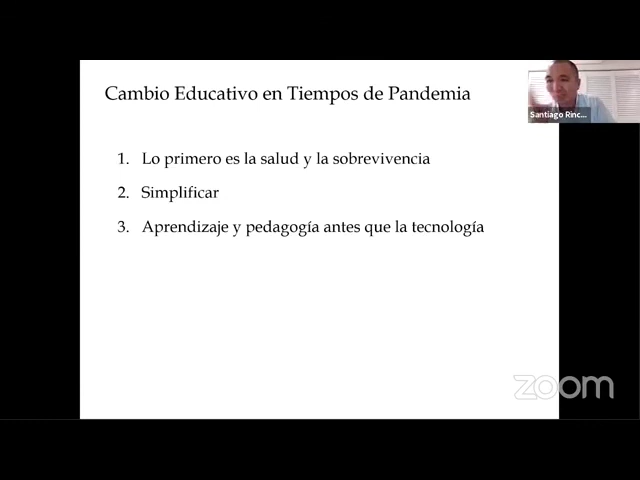 Cambio Educativo en Tiempos de Pandemia
Santiago Rinc...
1. Lo primero es la salud y la sobrevivencia
2. Simplificar
3. Aprendizaje y pedagogía antes que la tecnología
zoom